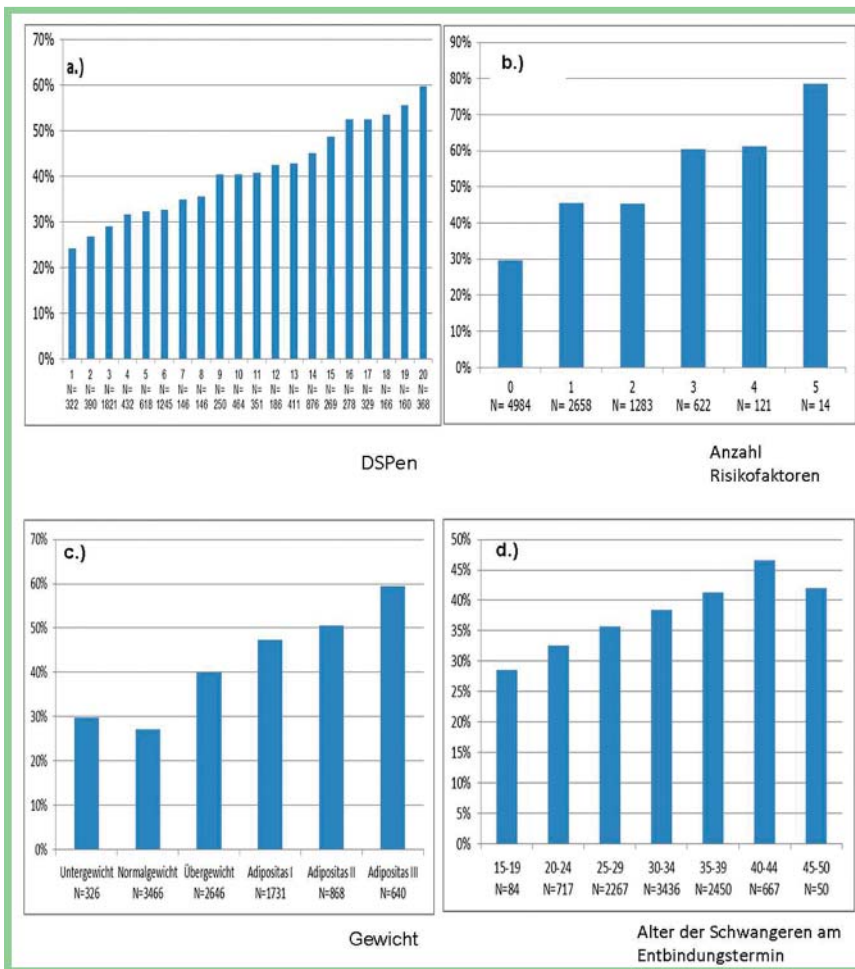 a.)
70%
60%
50%
40%
30%
20%
10%
0%
1 2 3 4 5 6 7 8 9 10 11 12 13 14 15 16 17 18 19 20
N= N= N= N= N= N= N= N= N= N= N= N= N= N= N= N= N= N= N= N=
322 390 1821 432 618 1245 146 146 250 464 351 186 411 876 269 278 329 166 160 368
DSPen
b.)
90%
80%
70%
60%
50%
40%
30%
20%
10%
0%
0 1 2 3 4 5
N= 4984 N= 2658 N= 1283 N= 622 N= 121 N= 14
Anzahl
Risikofaktoren
c.)
70%
60%
50%
40%
30%
20%
10%
0%
Untergewicht Normalgewicht Übergewicht Adipositas I Adipositas II Adipositas III
N=326 N=3466 N=2646 N=1731 N=868 N=640
Gewicht
d.)
50%
45%
40%
35%
30%
25%
20%
15%
10%
5%
0%
15-19 20-24 25-29 30-34 35-39 40-44 45-50
N=84 N=717 N=2267 N=3436 N=2450 N=667 N=50
Alter der Schwangeren am
Entbindungstermin